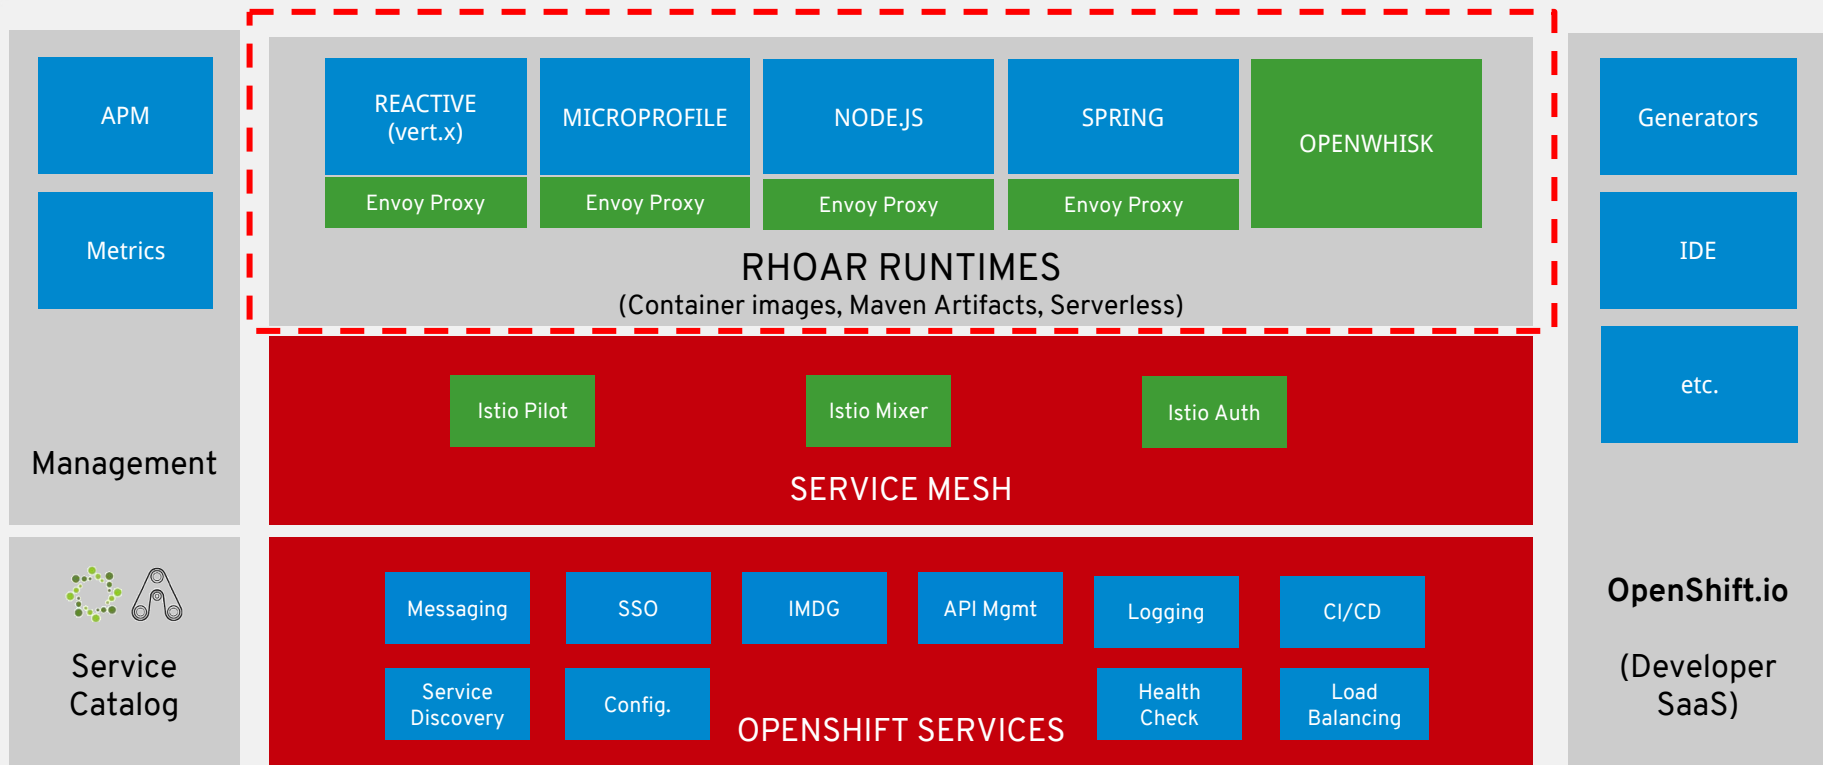 APM
Metrics
Management
Service
Catalog
REACTIVE
(vert.x)
Envoy Proxy
MICROPROFILE
Envoy Proxy
NODE.JS
Envoy Proxy
SPRING
Envoy Proxy
OPENWHISK
RHOAR RUNTIMES
(Container images, Maven Artifacts, Serverless)
Istio Pilot
Istio Mixer
Istio Auth
SERVICE MESH
Messaging
SSO
IMDG
API Mgmt
Logging
CI/CD
Service
Discovery
Config.
Health
Check
Load
Balancing
OPENSHIFT SERVICES
Generators
IDE
etc.
OpenShift.io
(Developer
SaaS)